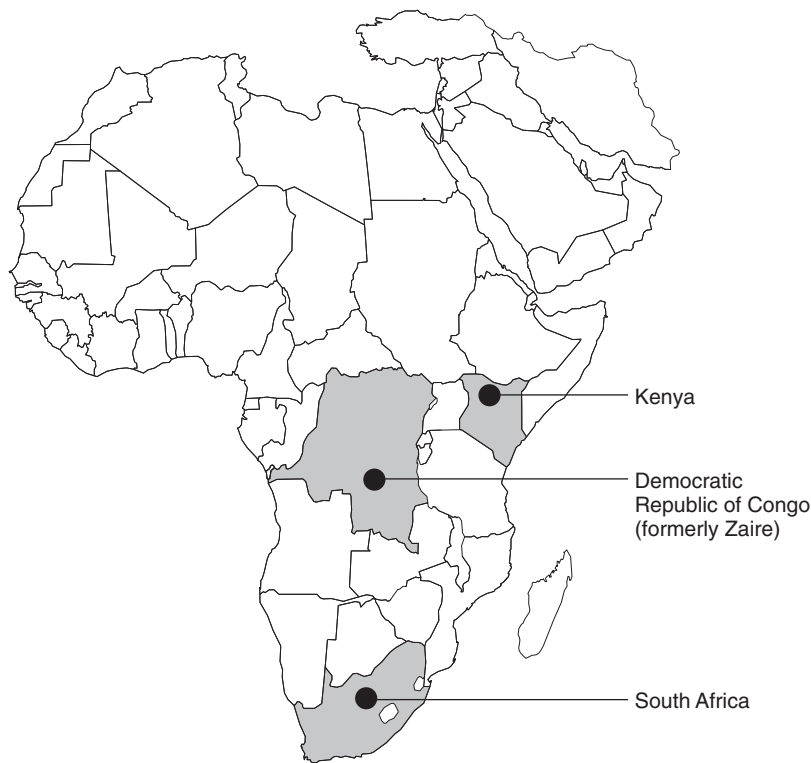 Kenya
Democratic
Republic of Congo
(formerly Zaire)
South Africa